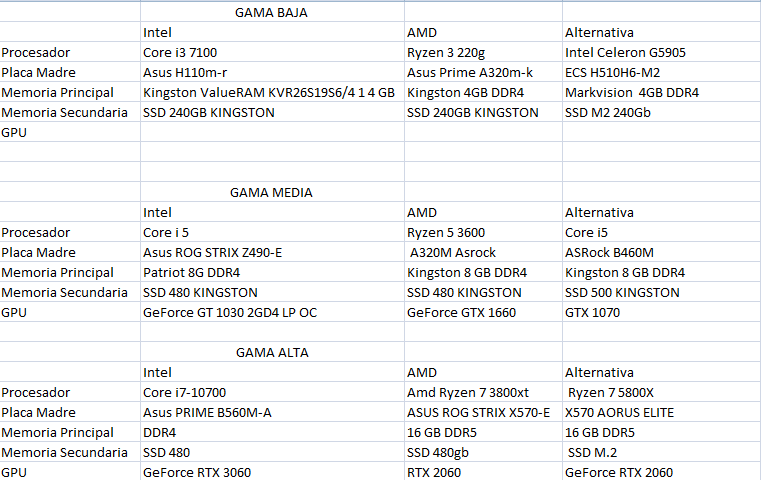 GAMA BAJA
Intel AMD Alternativa
Procesador Core i3 7100 Ryzen 3 220g Intel Celeron G5905
Placa Madre Asus H110m-r Asus Prime A320m-k ECS H510H6-M2
Memoria Principal Kingston ValueRAM KVR26S19S6/4 1 4 GB Kingston 4GB DDR4 Markvision 4GB DDR4
Memoria Secundaria SSD 240GB KINGSTON SSD 240GB KINGSTON SSD M2 240Gb
GPU
GAMA MEDIA
Intel AMD Alternativa
Procesador Core i 5 Ryzen 5 3600 Core i5
Placa Madre Asus ROG STRIX Z490-E A320M Asrock ASRock B460M
Memoria Principal Patriot 8G DDR4 Kingston 8 GB DDR4 Kingston 8 GB DDR4
Memoria Secundaria SSD 480 KINGSTON SSD 480 KINGSTON SSD 500 KINGSTON
GPU GeForce GT 1030 2GD4 LP OC GeForce GTX 1660 GTX 1070
GAMA ALTA
Intel AMD Alternativa
Procesador Core i7-10700 Amd Ryzen 7 3800xt Ryzen 7 5800X
Placa Madre Asus PRIME B560M-A ASUS ROG STRIX X570-E X570 AORUS ELITE
Memoria Principal DDR4 16 GB DDR5 16 GB DDR5
Memoria Secundaria SSD 480 SSD 480gb SSD M.2
GPU GeForce RTX 3060 RTX 2060 GeForce RTX 2060